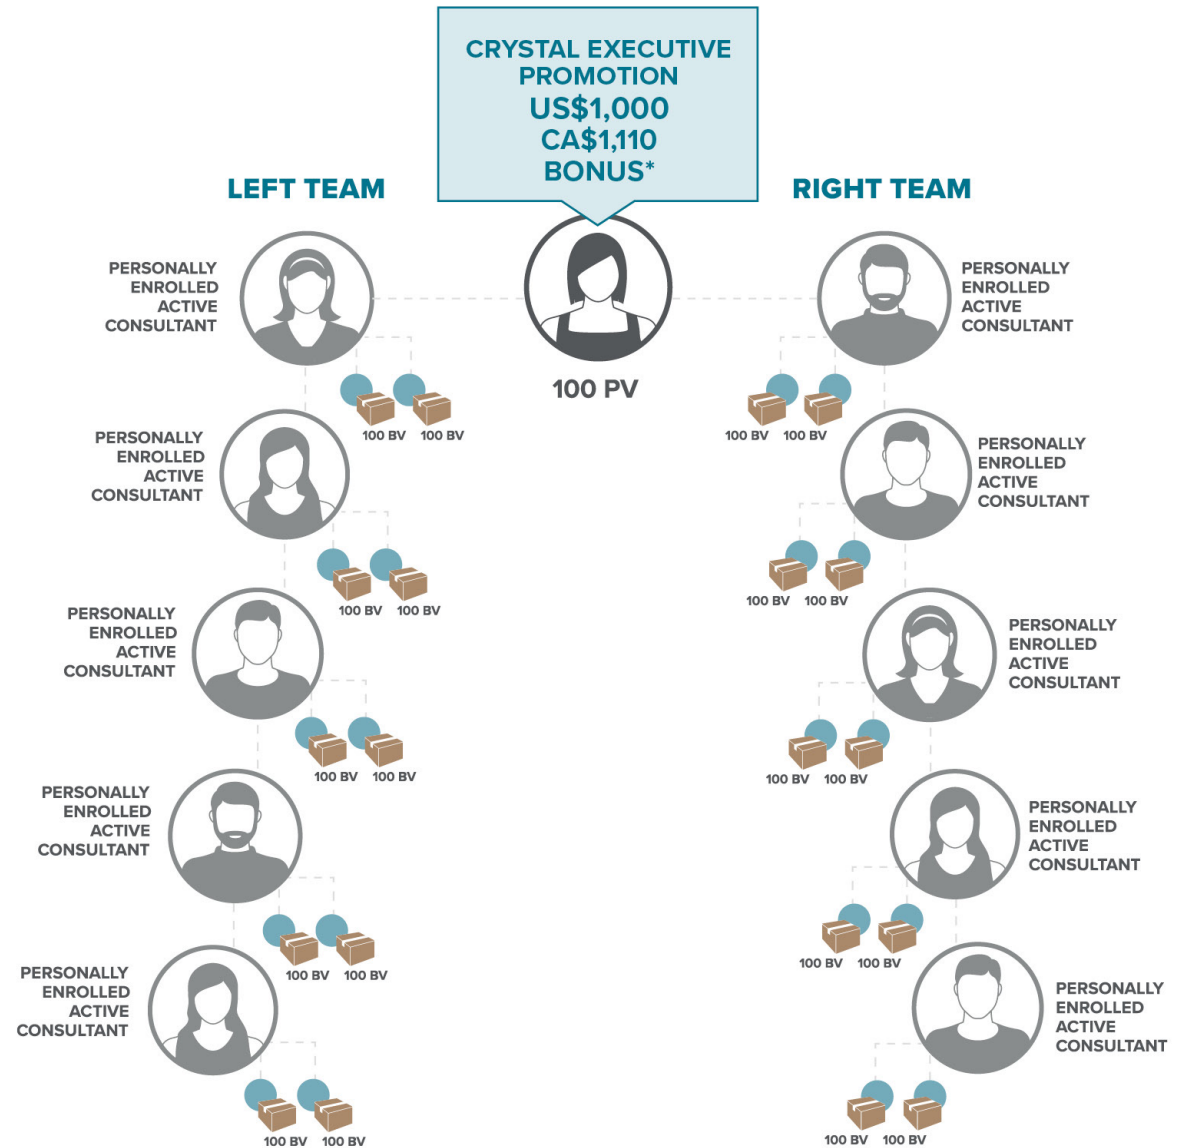 CRYSTAL EXECUTIVE
PROMOTION
US$1,000
CA$1,110
BONUS*
LEFT TEAM
RIGHT TEAM
PERSONALLY
ENROLLED
ACTIVE
CONSULTANT
PERSONALLY
ENROLLED
ACTIVE
CONSULTANT
100 PV
100 BV 100 BV
100 BV 100 BV
PERSONALLY
ENROLLED
ACTIVE
CONSULTANT
PERSONALLY
ENROLLED
ACTIVE
CONSULTANT
100 BV 100 BV
100 BV 100 BV
PERSONALLY
ENROLLED
ACTIVE
CONSULTANT
PERSONALLY
ENROLLED
ACTIVE
CONSULTANT
100 BV 100 BV
100 BV 100 BV
PERSONALLY
ENROLLED
ACTIVE
CONSULTANT
PERSONALLY
ENROLLED
ACTIVE
CONSULTANT
100 BV 100 BV
100 BV 100 BV
PERSONALLY
ENROLLED
ACTIVE
CONSULTANT
PERSONALLY
ENROLLED
ACTIVE
CONSULTANT
100 BV 100 BV
100 BV 100 BV